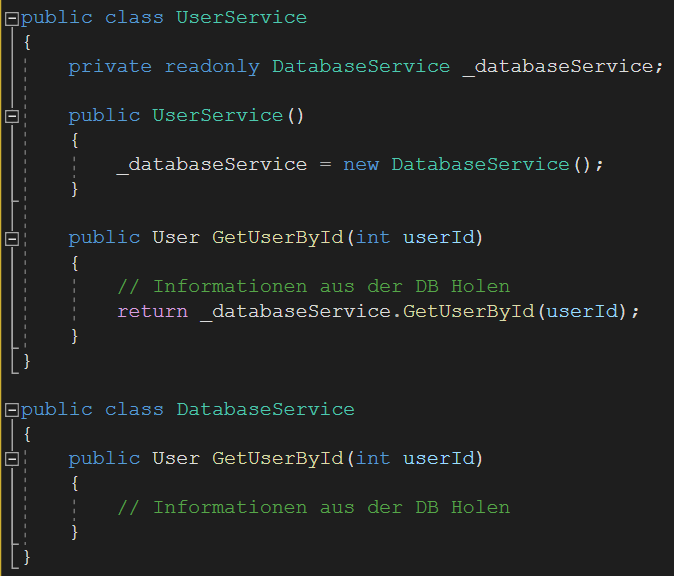 public class UserService
{
private readonly DatabaseService _databaseService;
public UserService()
{
_databaseService = new DatabaseService();
}
public User GetUserById(int userId)
{
// Informationen aus der DB Holen
return _databaseService.GetUserById(userId);
}
}
public class DatabaseService
{
public User GetUserById(int userId)
{
// Informationen aus der DB Holen
}
}